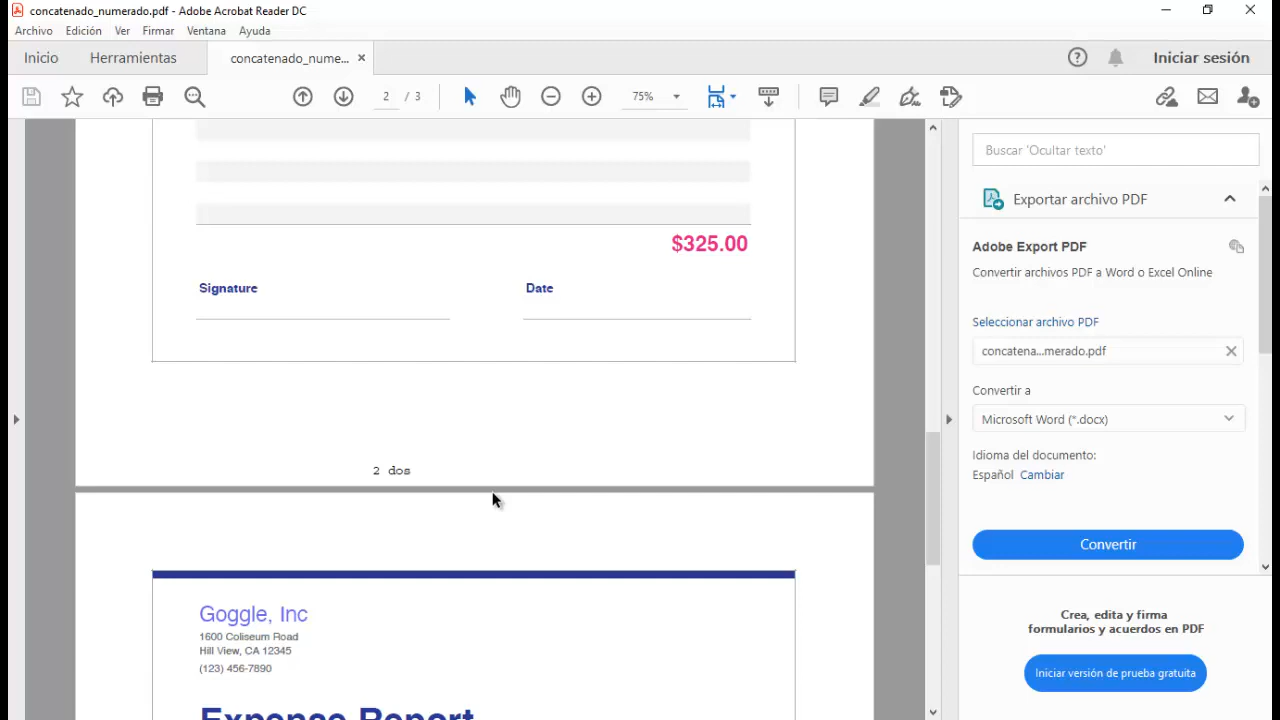 concatenado_numerado.pdf - Adobe Acrobat Reader DC
Archivo Edición Ver Firmar Ventana Ayuda
Inicio Herramientas concatenado_nume... Iniciar sesión
2 / 3 75%
$325.00
Signature Date
2 dos
Goggle, Inc
1600 Coliseum Road
Hill View, CA 12345
(123) 456-7890
Expense Report
Buscar 'Ocultar texto'
Exportar archivo PDF
Adobe Export PDF
Convertir archivos PDF a Word o Excel Online
Seleccionar archivo PDF
concatena...merado.pdf
Convertir a
Microsoft Word (*.docx)
Idioma del documento:
Español Cambiar
Convertir
Crea, edita y firma
formularios y acuerdos en PDF
Iniciar versión de prueba gratuita